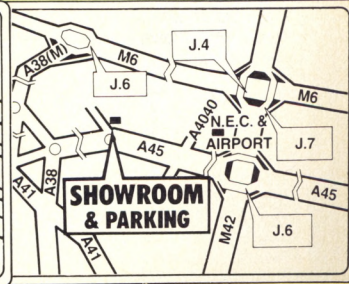 A38(M)
M6
J.4
J.6
M6
A4040
N.E.C. &
AIRPORT
J.7
A45
A38
A41
SHOWROOM
& PARKING
A45
M42
J.6
A41